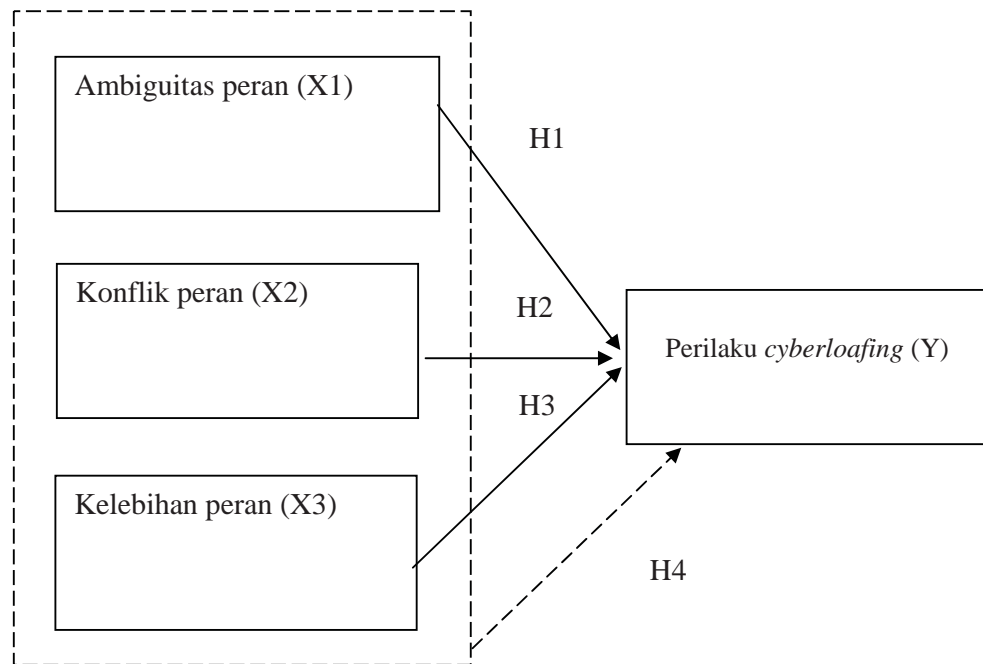 Ambiguitas peran (X1)
H1
Konflik peran (X2)
H2
Perilaku cyberloafing (Y)
H3
Kelebihan peran (X3)
H4